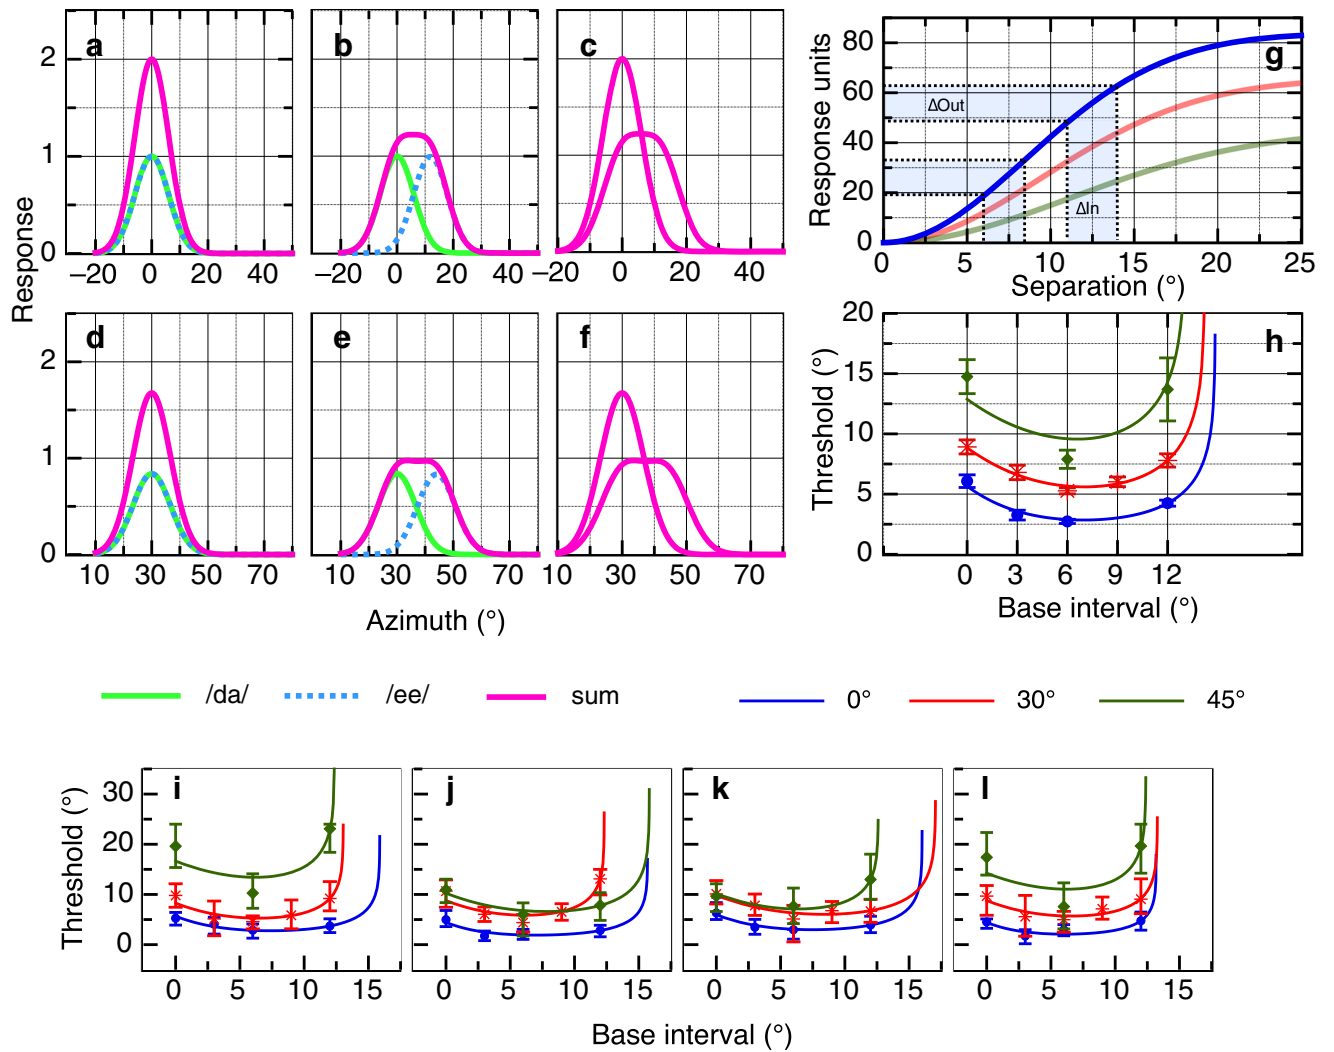 a
b
c
2
1
0
Response
−20 0 20 40
−20 0 20 40
−20 0 20 40
d
e
f
2
1
0
10 30 50 70
10 30 50 70
10 30 50 70
Azimuth (°)
g
80
60
40
20
0
Response units
ΔOut
ΔIn
0 5 10 15 20 25
Separation (°)
h
20
15
10
5
0
Threshold (°)
0 3 6 9 12
Base interval (°)
/da/ /ee/ sum 0° 30° 45°
i
j
k
l
30
20
10
0
Threshold (°)
0 5 10 15
0 5 10 15
0 5 10 15
0 5 10 15
Base interval (°)